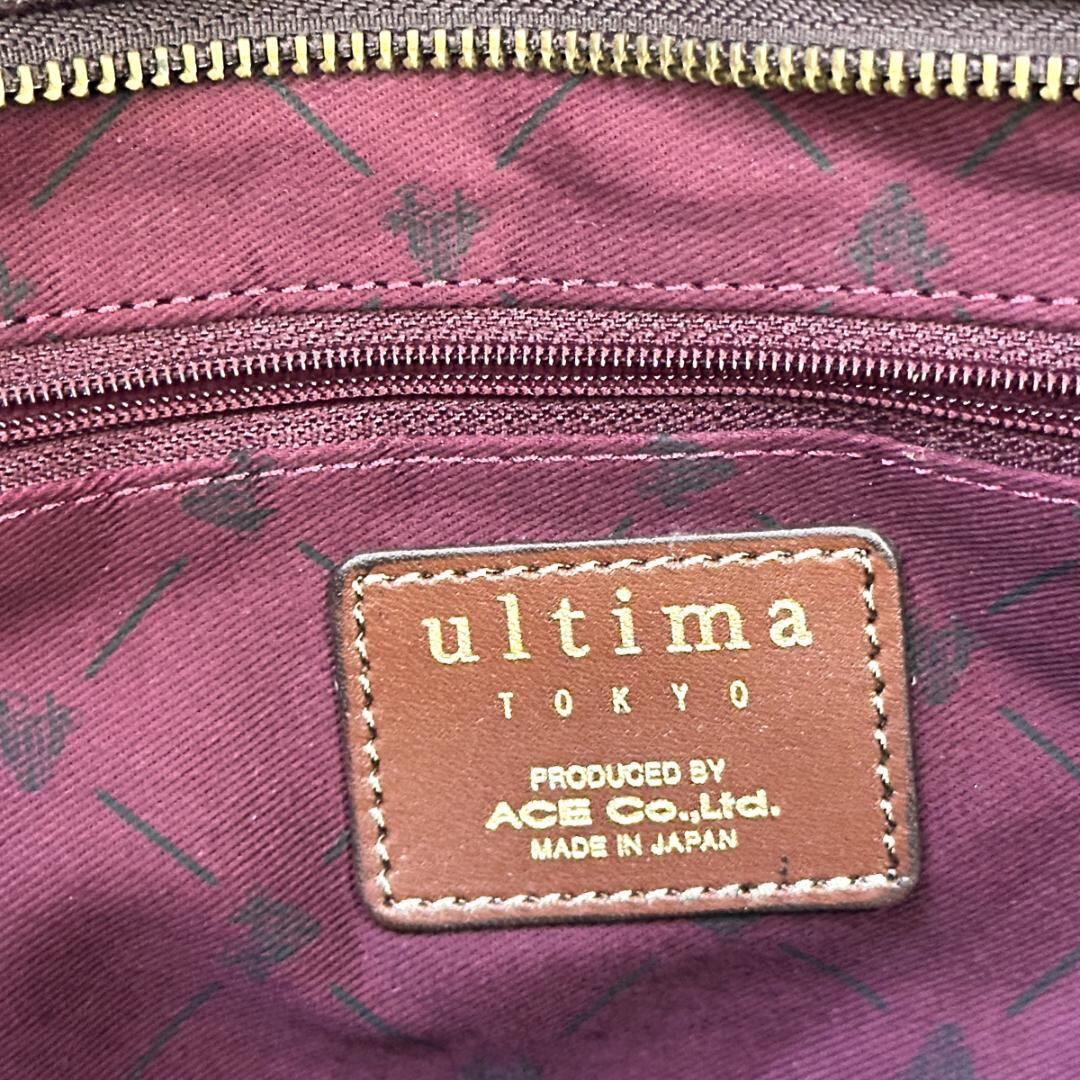 ultima
TOKYO
PRODUCED BY
ACE Co.,Ltd.
MADE IN JAPAN